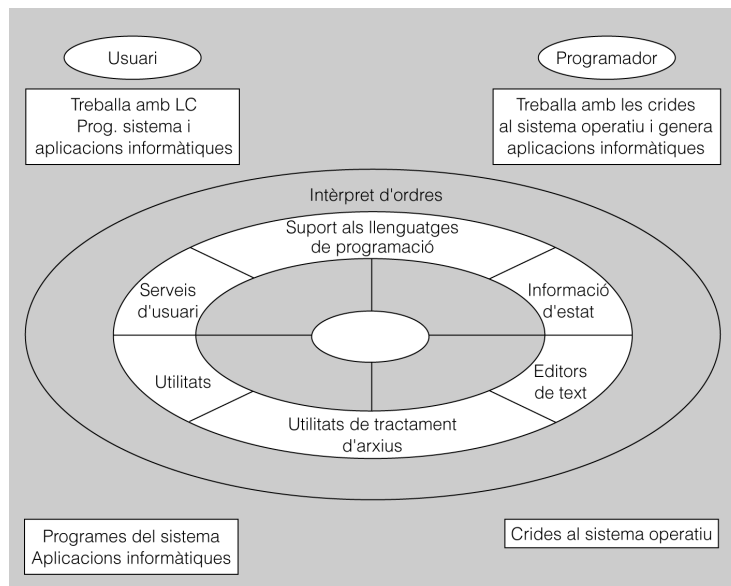 Usuari
Programador
Treballa amb LC
Prog. sistema i
aplicacions informàtiques
Treballa amb les crides
al sistema operatiu i genera
aplicacions informàtiques
Intèrpret d'ordres
Suport als llenguatges
de programació
Serveis
d'usuari
Informació
d'estat
Utilitats
Editors
de text
Utilitats de tractament
d'arxius
Programes del sistema
Aplicacions informàtiques
Crides al sistema operatiu